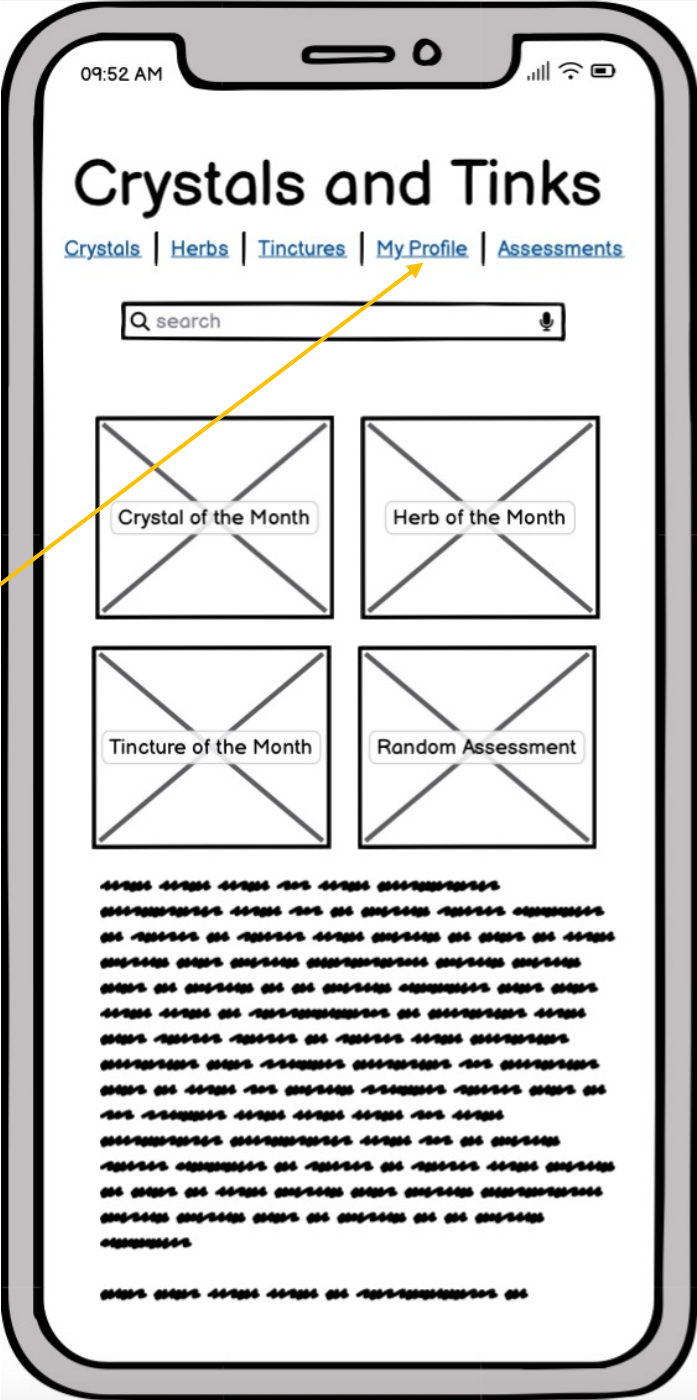 09:52 AM
Crystals and Tinks
Crystals | Herbs | Tinctures | My Profile | Assessments
search
Crystal of the Month
Herb of the Month
Tincture of the Month
Random Assessment